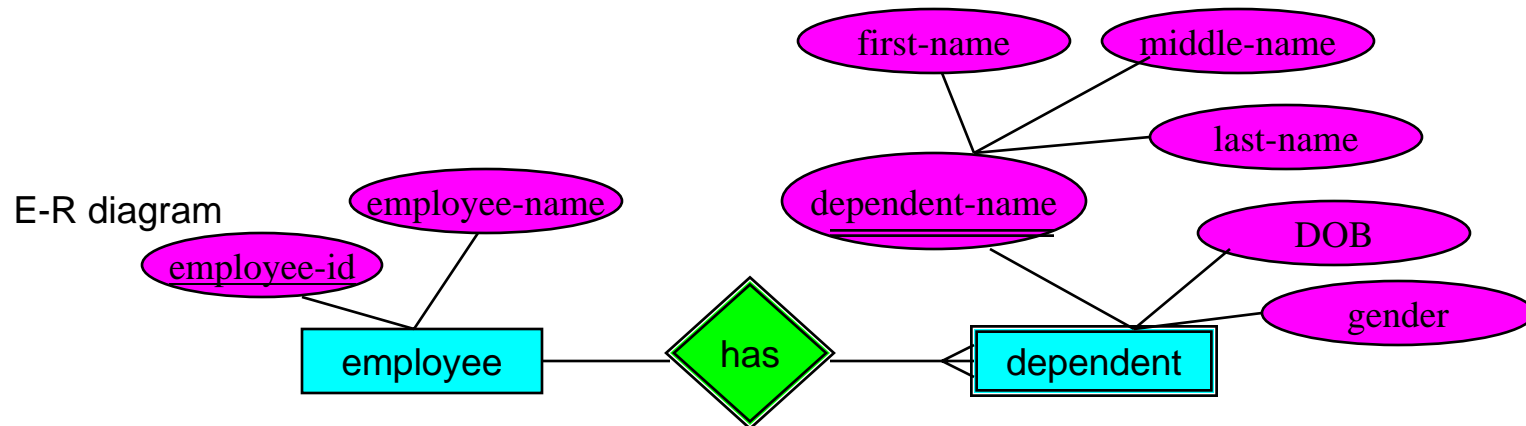 first-name
middle-name
last-name
E-R diagram
employee-name
dependent-name
DOB
employee-id
gender
employee
has
dependent